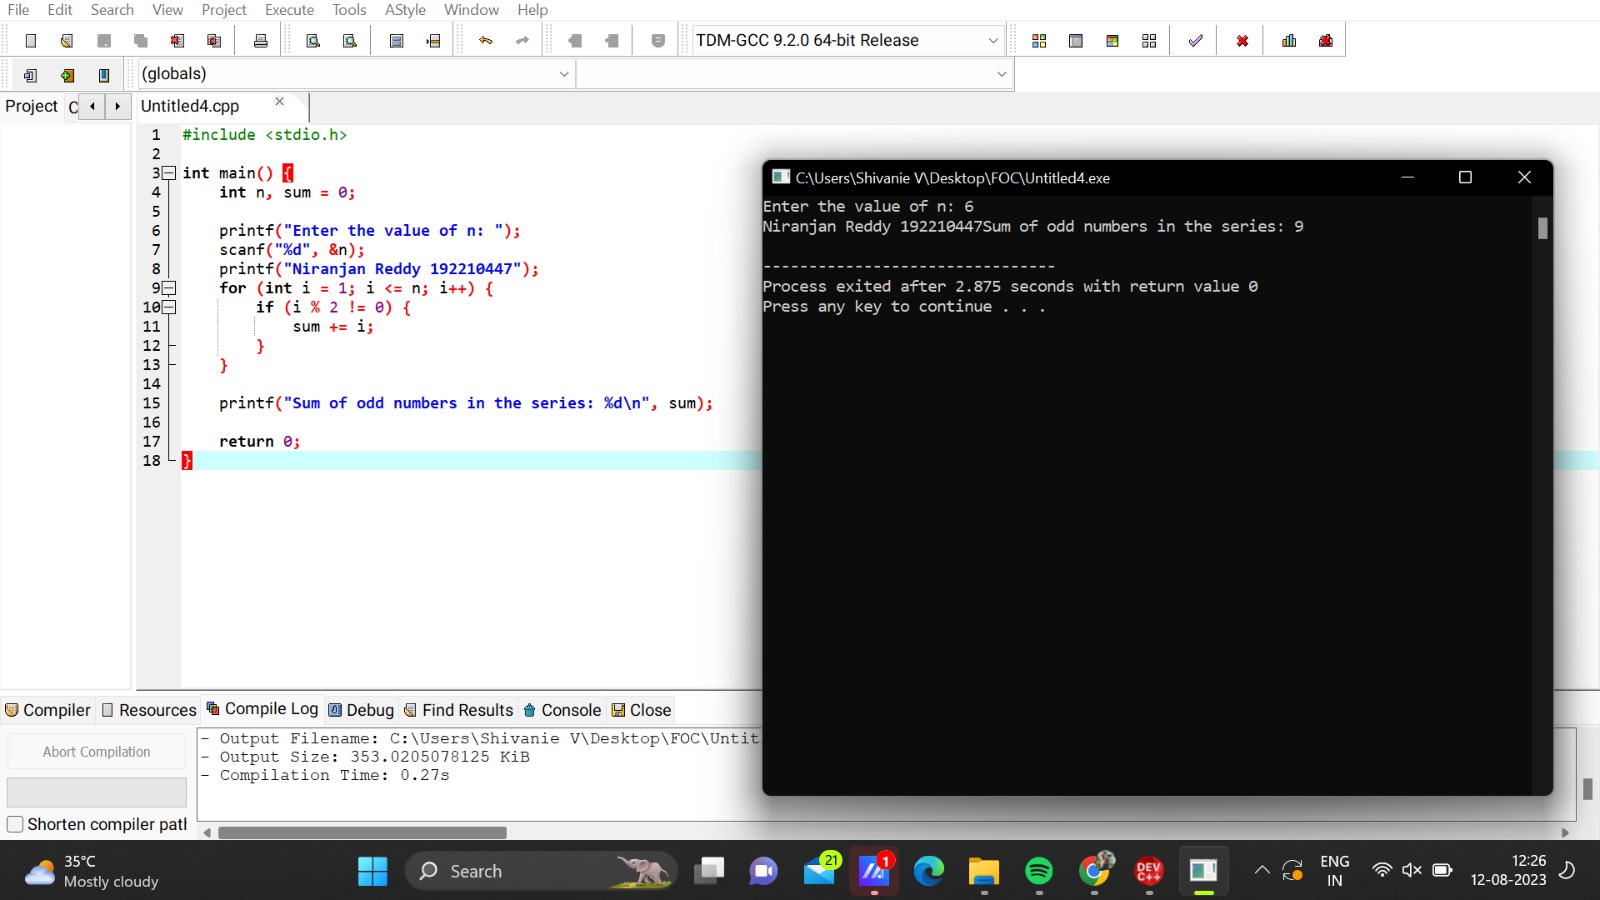 File Edit Search View Project Execute Tools AStyle Window Help
TDM-GCC 9.2.0 64-bit Release
(globals)
Project C Untitled4.cpp
1 #include <stdio.h>
2
3 int main() {
4 int n, sum = 0;
5
6 printf("Enter the value of n: ");
7 scanf("%d", &n);
8 printf("Niranjan Reddy 192210447");
9 for (int i = 1; i <= n; i++) {
10 if (i % 2 != 0) {
11 sum += i;
12 }
13 }
14
15 printf("Sum of odd numbers in the series: %d\n", sum);
16
17 return 0;
18 }
C:\Users\Shivanie V\Desktop\FOC\Untitled4.exe
Enter the value of n: 6
Niranjan Reddy 192210447Sum of odd numbers in the series: 9
--------------------------------
Process exited after 2.875 seconds with return value 0
Press any key to continue . . .
Compiler Resources Compile Log Debug Find Results Console Close
Abort Compilation
Shorten compiler path
- Output Filename: C:\Users\Shivanie V\Desktop\FOC\Untit
- Output Size: 353.0205078125 KiB
- Compilation Time: 0.27s
35°C
Mostly cloudy
Search
21
1
DEV
C++
ENG
IN
12:26
12-08-2023